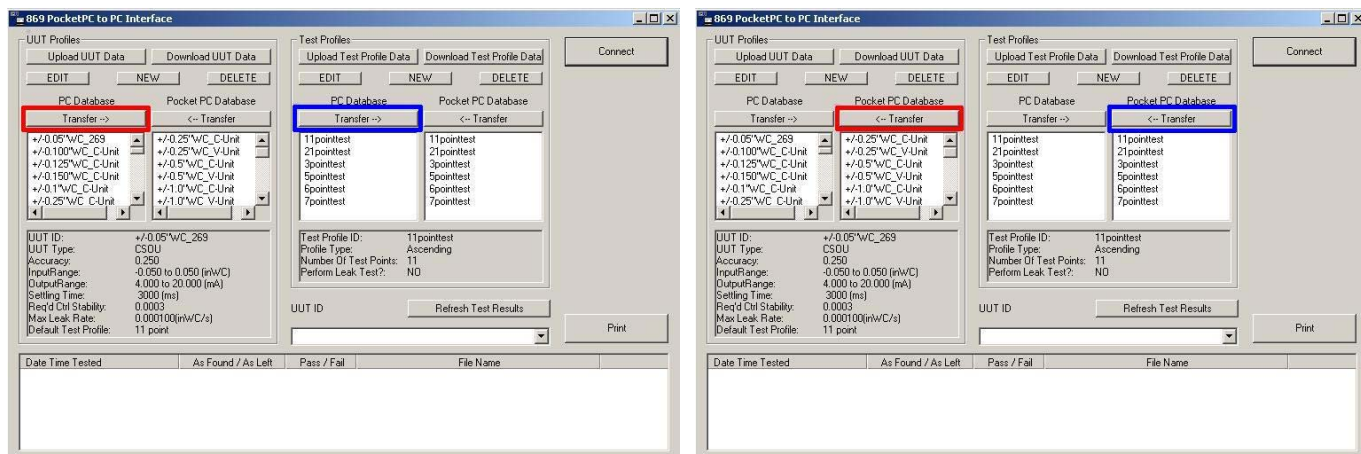 869 PocketPC to PC Interface
UUT Profiles
Upload UUT Data Download UUT Data
EDIT NEW DELETE
PC Database Pocket PC Database
Transfer --> <-- Transfer
+/-0.05"WC_269
+/-0.100"WC_C-Unit
+/-0.125"WC_C-Unit
+/-0.150"WC_C-Unit
+/-0.1"WC_C-Unit
+/-0.25"WC C-Unit
+/-0.25"WC_C-Unit
+/-0.25"WC_V-Unit
+/-0.5"WC_C-Unit
+/-0.5"WC_V-Unit
+/-1.0"WC_C-Unit
+/-1.0"WC V-Unit
UUT ID: +/-0.05"WC_269
UUT Type: CSOU
Accuracy: 0.250
InputRange: -0.050 to 0.050 (inWC)
OutputRange: 4.000 to 20.000 (mA)
Settling Time: 3000 (ms)
Req'd Ctrl Stability: 0.0003
Max Leak Rate: 0.000100(inWC/s)
Default Test Profile: 11 point
Test Profiles
Upload Test Profile Data Download Test Profile Data
EDIT NEW DELETE
PC Database Pocket PC Database
Transfer --> <-- Transfer
11pointtest
21pointtest
3pointtest
5pointtest
6pointtest
7pointtest
11pointtest
21pointtest
3pointtest
5pointtest
6pointtest
7pointtest
Test Profile ID: 11pointtest
Profile Type: Ascending
Number Of Test Points: 11
Perform Leak Test?: NO
UUT ID Refresh Test Results
Connect
Print
Date Time Tested As Found / As Left Pass / Fail File Name
869 PocketPC to PC Interface
UUT Profiles
Upload UUT Data Download UUT Data
EDIT NEW DELETE
PC Database Pocket PC Database
Transfer --> <-- Transfer
+/-0.05"WC_269
+/-0.100"WC_C-Unit
+/-0.125"WC_C-Unit
+/-0.150"WC_C-Unit
+/-0.1"WC_C-Unit
+/-0.25"WC C-Unit
+/-0.25"WC_C-Unit
+/-0.25"WC_V-Unit
+/-0.5"WC_C-Unit
+/-0.5"WC_V-Unit
+/-1.0"WC_C-Unit
+/-1.0"WC V-Unit
UUT ID: +/-0.05"WC_269
UUT Type: CSOU
Accuracy: 0.250
InputRange: -0.050 to 0.050 (inWC)
OutputRange: 4.000 to 20.000 (mA)
Settling Time: 3000 (ms)
Req'd Ctrl Stability: 0.0003
Max Leak Rate: 0.000100(inWC/s)
Default Test Profile: 11 point
Test Profiles
Upload Test Profile Data Download Test Profile Data
EDIT NEW DELETE
PC Database Pocket PC Database
Transfer --> <-- Transfer
11pointtest
21pointtest
3pointtest
5pointtest
6pointtest
7pointtest
11pointtest
21pointtest
3pointtest
5pointtest
6pointtest
7pointtest
Test Profile ID: 11pointtest
Profile Type: Ascending
Number Of Test Points: 11
Perform Leak Test?: NO
UUT ID Refresh Test Results
Connect
Print
Date Time Tested As Found / As Left Pass / Fail File Name